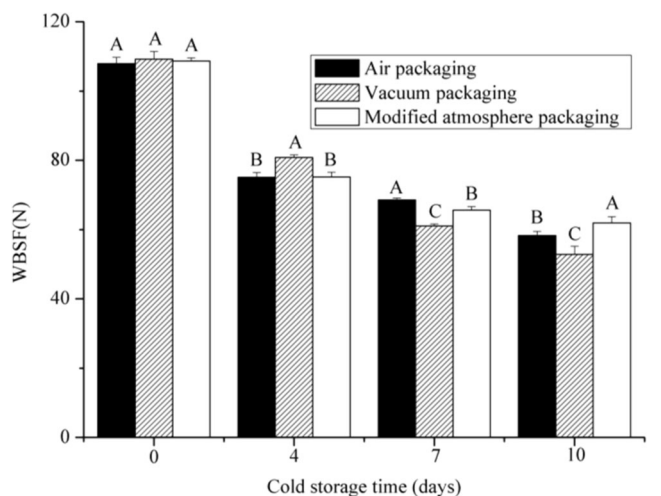 120
A A A
Air packaging
Vacuum packaging
Modified atmosphere packaging
80
B A B
A C B
B C A
WBSF(N)
40
0
0 4 7 10
Cold storage time (days)